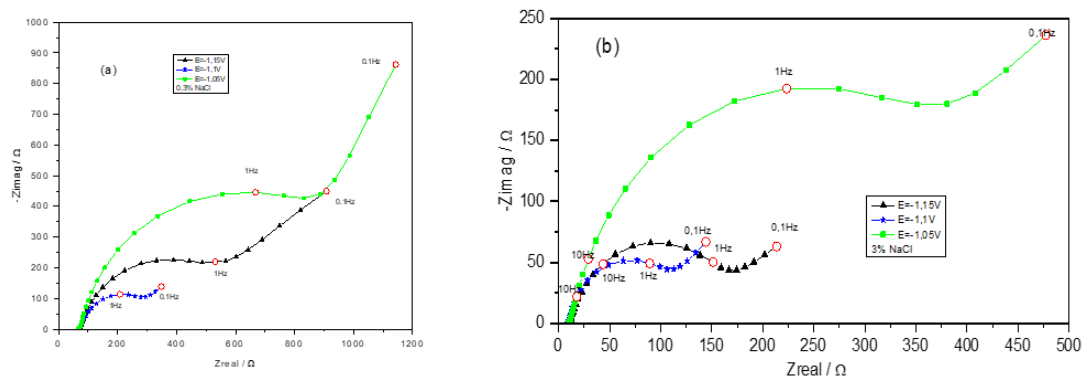 1000
900
800
700
600
500
400
300
200
100
0
-Zimag / Ω
(a)
E=-1,15V
E=-1,1V
E=-1,05V
0.3% NaCl
0.1Hz
1Hz
0.1Hz
1Hz
1Hz
0.1Hz
0 200 400 600 800 1000 1200
Zreal / Ω
250
200
150
100
50
0
-Zimag / Ω
(b)
0,1Hz
1Hz
E=-1,15V
E=-1,1V
E=-1,05V
3% NaCl
10Hz
10Hz
10Hz
0,1Hz
1Hz
1Hz
0,1Hz
0 50 100 150 200 250 300 350 400 450 500
Zreal / Ω